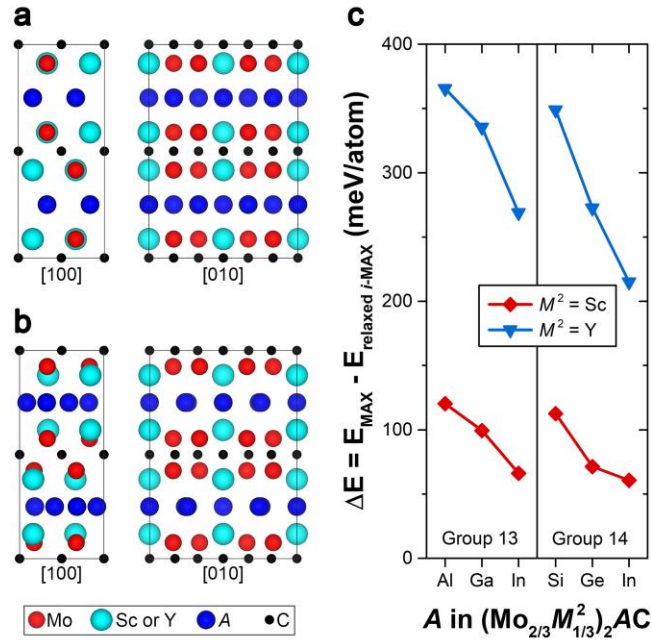 a
[100]
[010]
b
[100]
[010]
Mo
Sc or Y
A
C
c
ΔE = E_MAX - E_relaxed i-MAX (meV/atom)
400
300
200
100
0
M² = Sc
M² = Y
Group 13
Group 14
Al Ga In Si Ge In
A in (Mo₂/₃M²₁/₃)₂AC